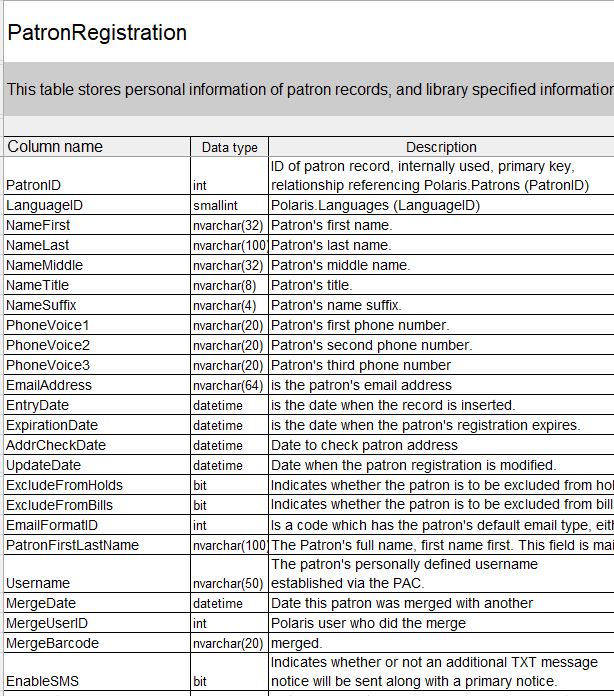 PatronRegistration
This table stores personal information of patron records, and library specified information
Column name Data type Description
ID of patron record, internally used, primary key,
PatronID int relationship referencing Polaris.Patrons (PatronID)
LanguageID smallint Polaris.Languages (LanguageID)
NameFirst nvarchar(32) Patron's first name.
NameLast nvarchar(100) Patron's last name.
NameMiddle nvarchar(32) Patron's middle name.
NameTitle nvarchar(8) Patron's title.
NameSuffix nvarchar(4) Patron's name suffix.
PhoneVoice1 nvarchar(20) Patron's first phone number.
PhoneVoice2 nvarchar(20) Patron's second phone number.
PhoneVoice3 nvarchar(20) Patron's third phone number
EmailAddress nvarchar(64) is the patron's email address
EntryDate datetime is the date when the record is inserted.
ExpirationDate datetime is the date when the patron's registration expires.
AddrCheckDate datetime Date to check patron address
UpdateDate datetime Date when the patron registration is modified.
ExcludeFromHolds bit Indicates whether the patron is to be excluded from
ExcludeFromBills bit Indicates whether the patron is to be excluded from bill
EmailFormatID int Is a code which has the patron's default email type,
PatronFirstLastName nvarchar(100) The Patron's full name, first name first. This field is
The patron's personally defined username
Username nvarchar(50) established via the PAC.
MergeDate datetime Date this patron was merged with another
MergeUserID int Polaris user who did the merge
MergeBarcode nvarchar(20) merged.
Indicates whether or not an additional TXT message
EnableSMS bit notice will be sent along with a primary notice.